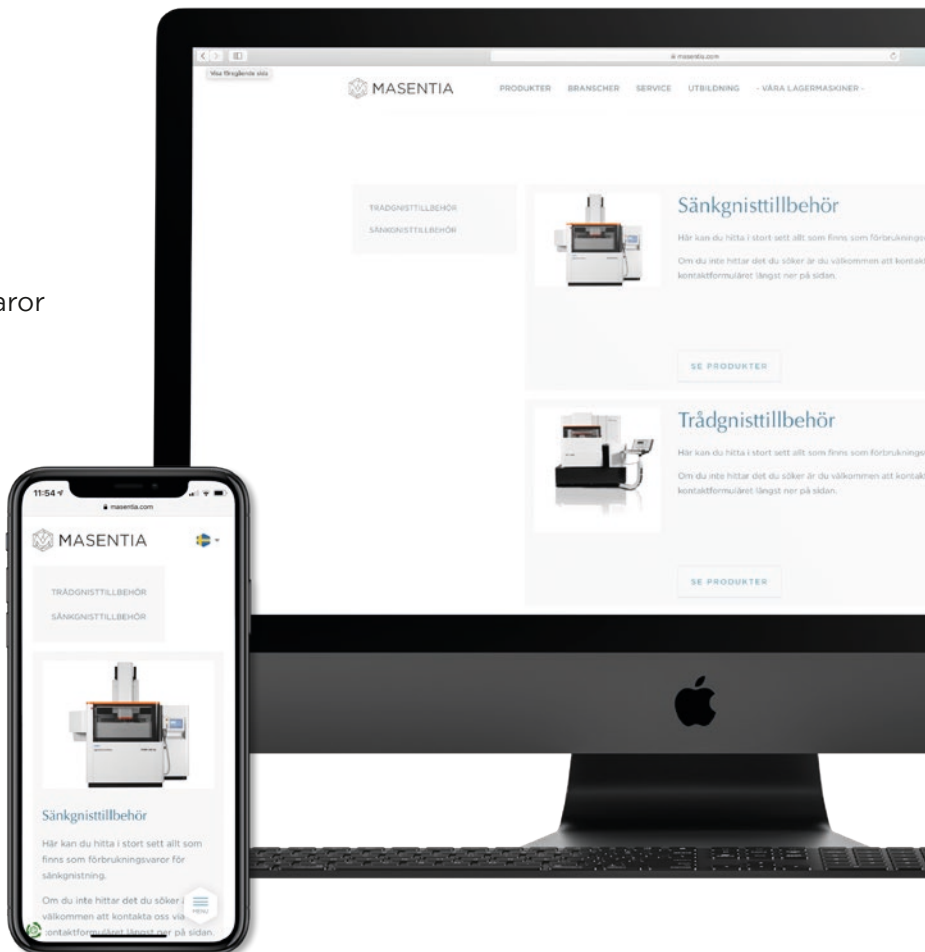 aror
masentia.com
Visa föregående sida
MASENTIA
PRODUKTER BRANSCHER SERVICE UTBILDNING - VÅRA LAGERMASKINER -
TRÅDGNISTTILLBEHÖR
SÄNKGNISTTILLBEHÖR
Sänkgnisttillbehör
Här kan du hitta i stort sett allt som finns som förbruknings
Om du inte hittar det du söker är du välkommen att kontakt
kontaktformuläret längst ner på sidan.
SE PRODUKTER
Trådgnisttillbehör
Här kan du hitta i stort sett allt som finns som förbruknings
Om du inte hittar det du söker är du välkommen att kontakt
kontaktformuläret längst ner på sidan.
SE PRODUKTER
11:54
masentia.com
MASENTIA
TRÅDGNISTTILLBEHÖR
SÄNKGNISTTILLBEHÖR
Sänkgnisttillbehör
Här kan du hitta i stort sett allt som
finns som förbrukningsvaror för
sänkgnistning.
Om du inte hittar det du söker ä
välkommen att kontakta oss via
kontaktformuläret längst ner på sidan.
MENU